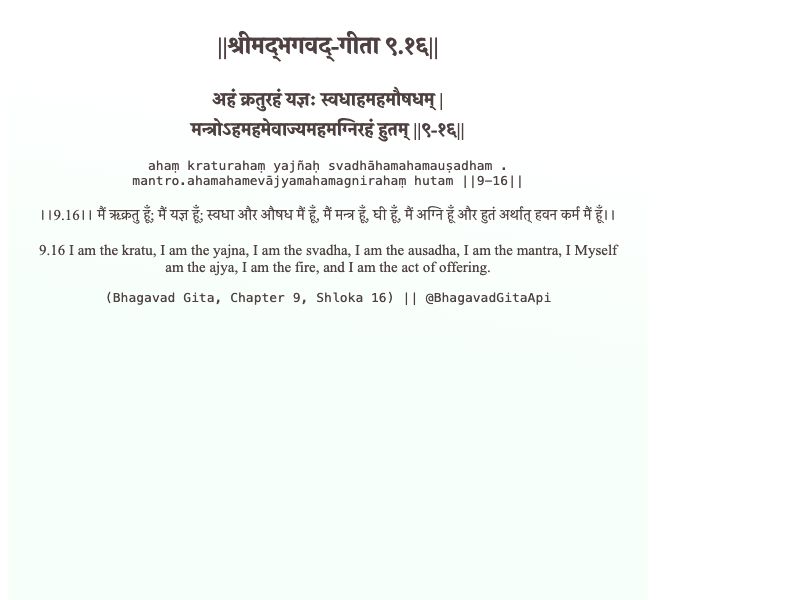 ||श्रीमद्‍भगवद्‍-गीता ९.१६||
अहं क्रतुरहं यज्ञः स्वधाहमहमौषधम् |
मन्त्रोऽहमहमेवाज्यमहमग्निरहं हुतम् ||९-१६||
ahaṃ kraturahaṃ yajñaḥ svadhāhamahamauṣadham .
mantro.ahamahamevājyamahamagnirahaṃ hutam ||9-16||
।।9.16।। मैं ऋक्रतु हूँ; मैं यज्ञ हूँ; स्वधा और औषध मैं हूँ, मैं मन्त्र हूँ, घी हूँ, मैं अग्नि हूँ और हुतं अर्थात् हवन कर्म मैं हूँ।।
9.16 I am the kratu, I am the yajna, I am the svadha, I am the ausadha, I am the mantra, I Myself
am the ajya, I am the fire, and I am the act of offering.
(Bhagavad Gita, Chapter 9, Shloka 16) || @BhagavadGitaApi